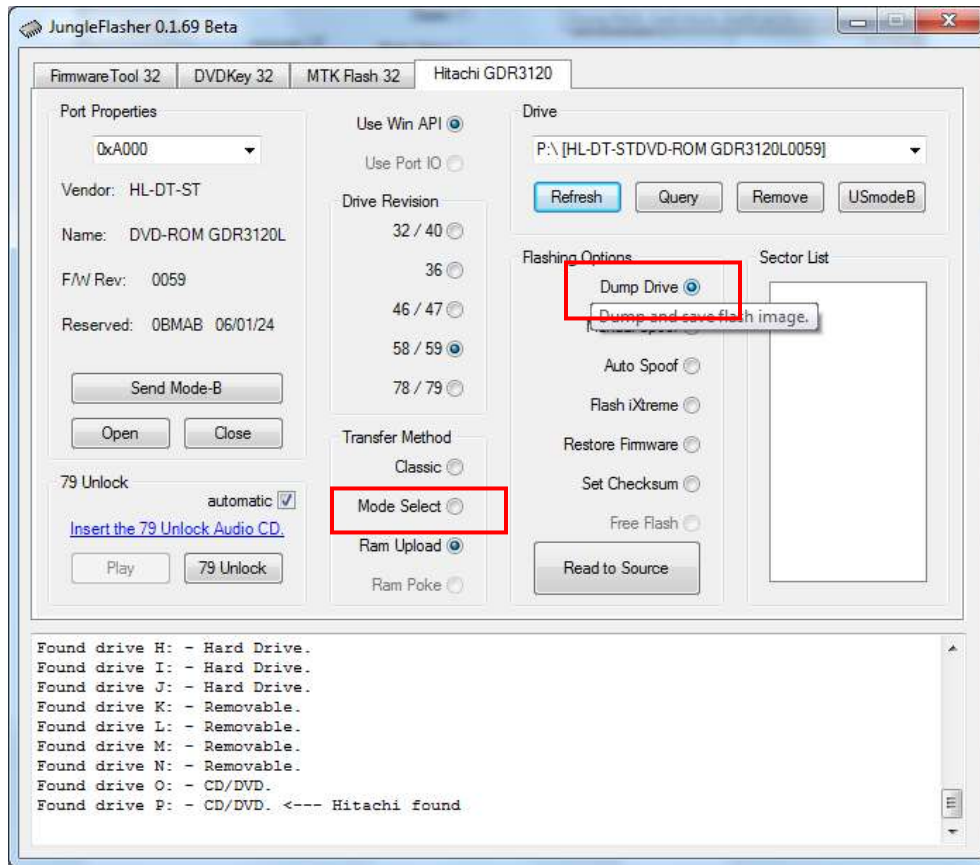 JungleFlasher 0.1.69 Beta
FirmwareTool 32
DVDKey 32
MTK Flash 32
Hitachi GDR3120
Port Properties
0xA000
Vendor: HL-DT-ST
Name: DVD-ROM GDR3120L
F/W Rev: 0059
Reserved: 0BMAB 06/01/24
Send Mode-B
Open
Close
79 Unlock
automatic
Insert the 79 Unlock Audio CD.
Play
79 Unlock
Use Win API
Use Port IO
Drive Revision
32 / 40
36
46 / 47
58 / 59
78 / 79
Transfer Method
Classic
Mode Select
Ram Upload
Ram Poke
Drive
P:\ [HL-DT-STDVD-ROM GDR3120L0059]
Refresh
Query
Remove
USmodeB
Flashing Options
Dump Drive
Dump and save flash image.
Auto Spoof
Flash iXtreme
Restore Firmware
Set Checksum
Free Flash
Read to Source
Sector List
Found drive H: - Hard Drive.
Found drive I: - Hard Drive.
Found drive J: - Hard Drive.
Found drive K: - Removable.
Found drive L: - Removable.
Found drive M: - Removable.
Found drive N: - Removable.
Found drive O: - CD/DVD.
Found drive P: - CD/DVD. <--- Hitachi found